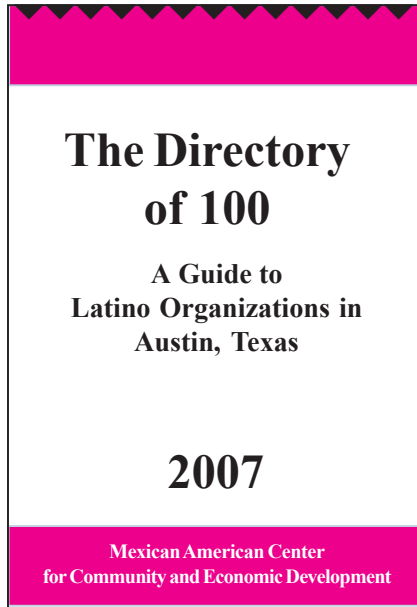 The Directory
of 100
A Guide to
Latino Organizations in
Austin, Texas
2007
Mexican American Center
for Community and Economic Development